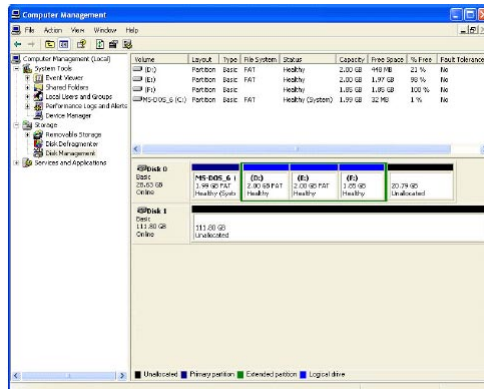 Computer Management
File Action View Window Help
Computer Management (Local)
System Tools
Event Viewer
Shared Folders
Local Users and Groups
Performance Logs and Alerts
Device Manager
Storage
Removable Storage
Disk Defragmenter
Disk Management
Services and Applications
Volume Layout Type File System Status Capacity Free Space % Free Fault Tolerance
(D:) Partition Basic FAT Healthy 2.00 GB 448 MB 21 % No
(E:) Partition Basic FAT Healthy 2.00 GB 1.97 GB 98 % No
(F:) Partition Basic Healthy 1.85 GB 1.85 GB 100 % No
MS-DOS_6 (C:) Partition Basic FAT Healthy (System) 1.99 GB 32 MB 1 % No
Disk 0
Basic
Online
MS-DOS_6 (
1.99 GB FAT
Healthy (Syste
(D:)
2.00 GB FAT
Healthy
(E:)
2.00 GB FAT
Healthy
(F:)
1.85 GB
Healthy
20.79 GB
Unallocated
Disk 1
Basic
111.80 GB
Online
111.80 GB
Unallocated
Unallocated Primary partition Extended partition Logical drive